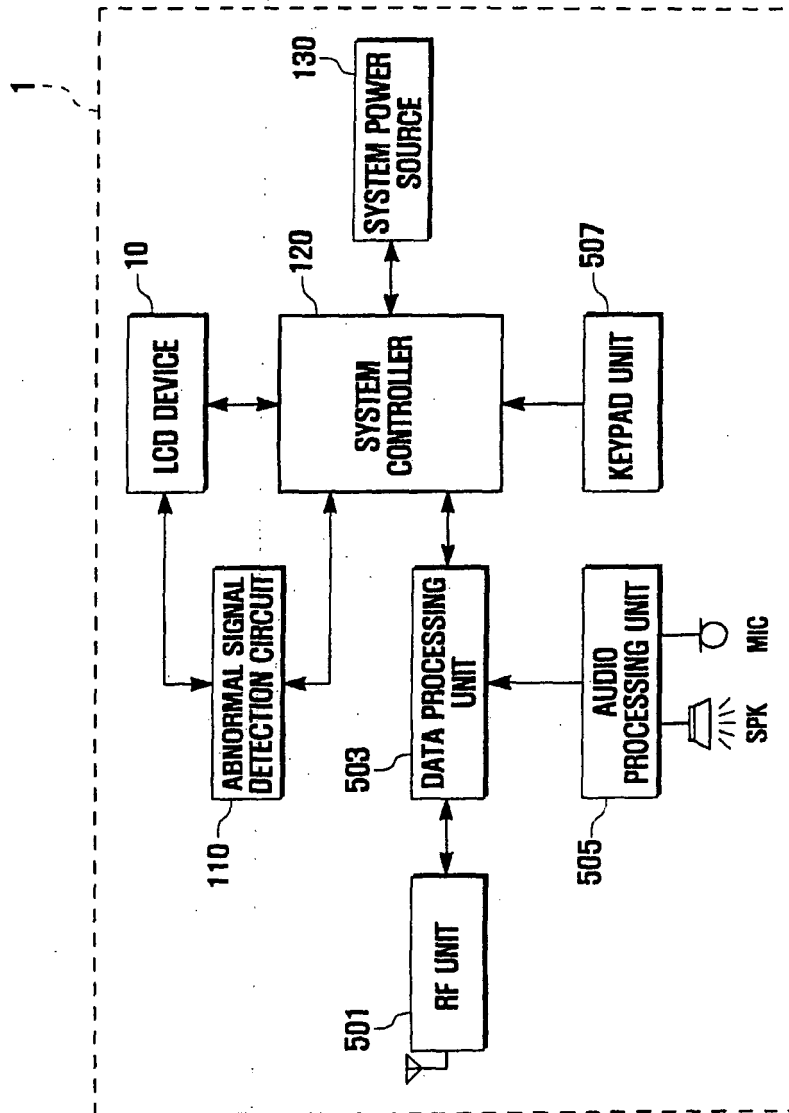 1
10
LCD DEVICE
110
ABNORMAL SIGNAL
DETECTION CIRCUIT
120
SYSTEM
CONTROLLER
130
SYSTEM POWER
SOURCE
501
RF UNIT
503
DATA PROCESSING
UNIT
505
AUDIO
PROCESSING UNIT
SPK
MIC
507
KEYPAD UNIT